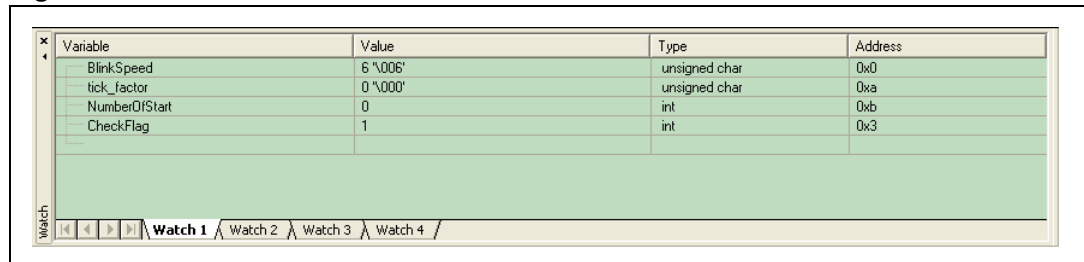 Variable Value Type Address
BlinkSpeed 6 '\006' unsigned char 0x0
tick_factor 0 '\000' unsigned char 0xa
NumberOfStart 0 int 0xb
CheckFlag 1 int 0x3
Watch
Watch 1 Watch 2 Watch 3 Watch 4